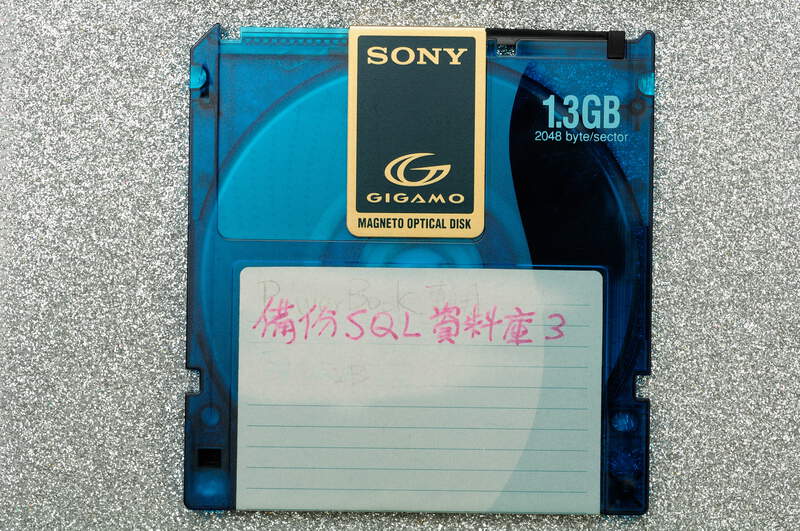 SONY
GIGAMO
MAGNETO OPTICAL DISK
1.3GB
2048 byte/sector
備份SQL資料庫3